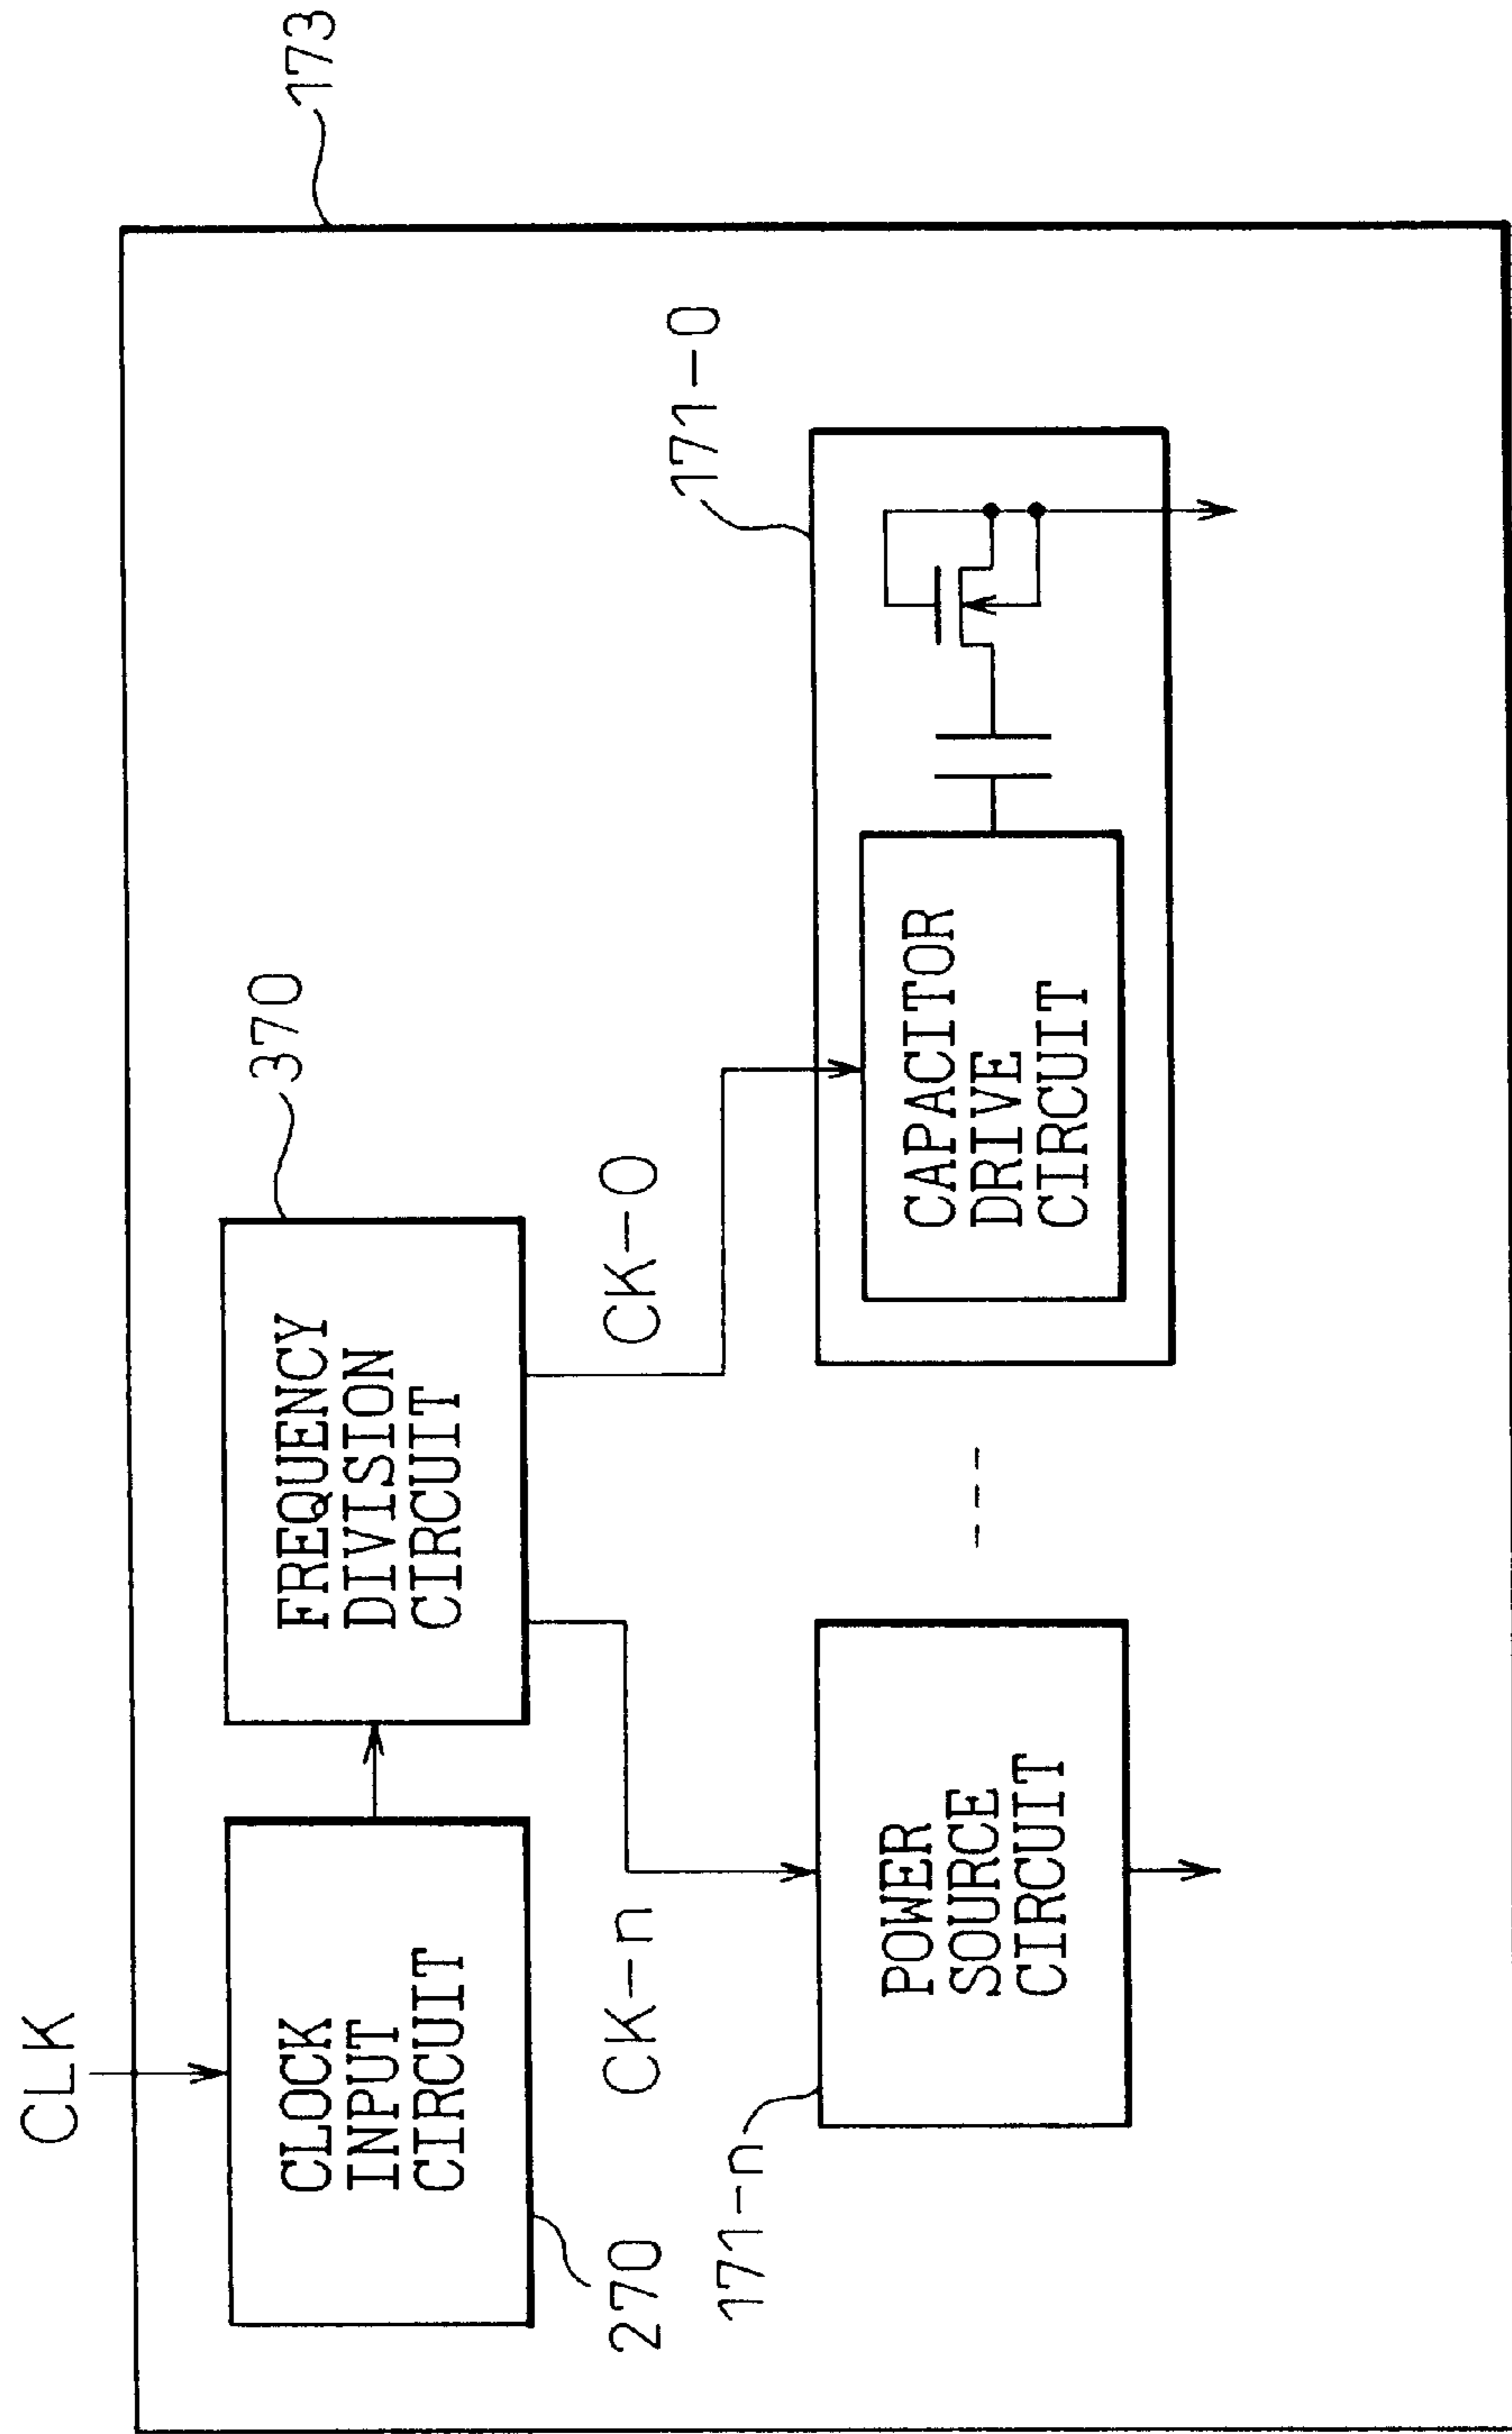 173
CLK
CLOCK
INPUT
CIRCUIT
270
FREQUENCY
DIVISION
CIRCUIT
370
CK-n
CK-0
171-n
POWER
SOURCE
CIRCUIT
---
171-0
CAPACITOR
DRIVE
CIRCUIT